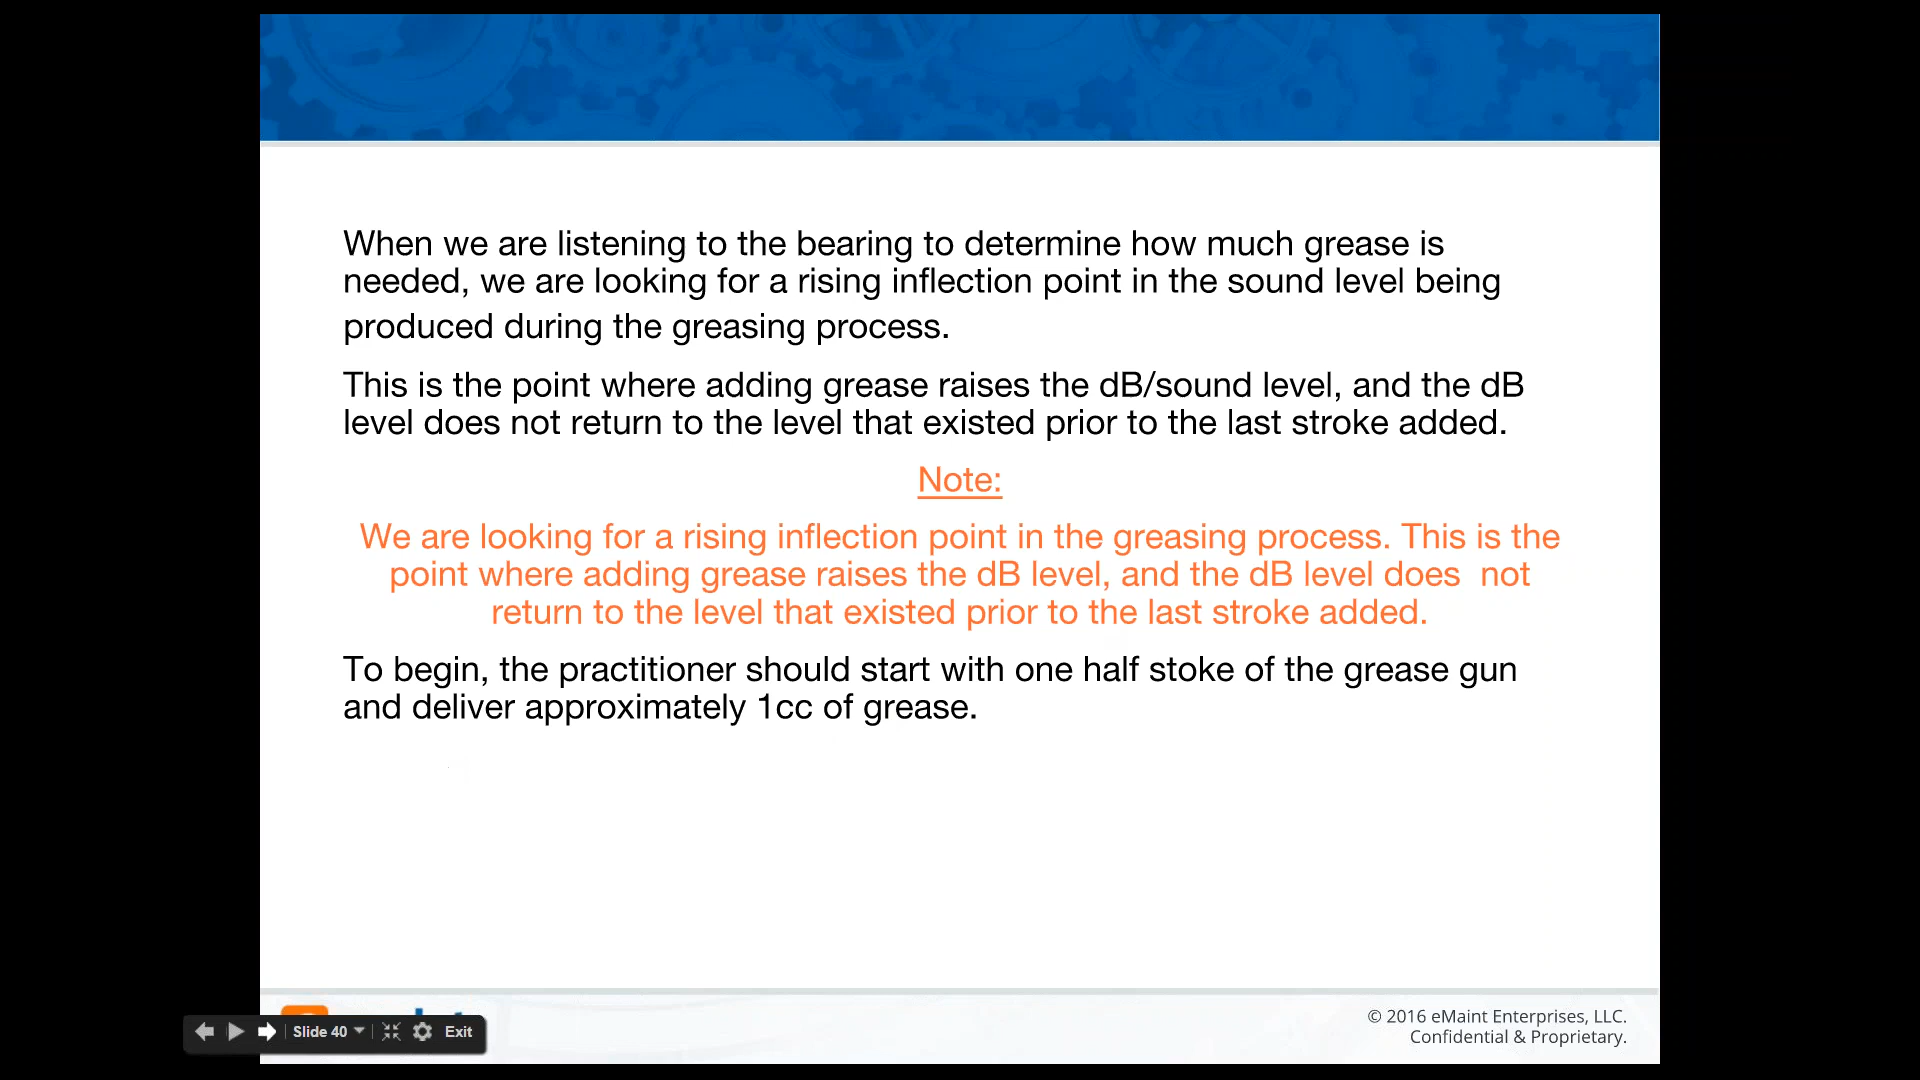 When we are listening to the bearing to determine how much grease is
needed, we are looking for a rising inflection point in the sound level being
produced during the greasing process.
This is the point where adding grease raises the dB/sound level, and the dB
level does not return to the level that existed prior to the last stroke added.
Note:
We are looking for a rising inflection point in the greasing process. This is the
point where adding grease raises the dB level, and the dB level does  not
return to the level that existed prior to the last stroke added.
To begin, the practitioner should start with one half stoke of the grease gun
and deliver approximately 1cc of grease.
© 2016 eMaint Enterprises, LLC.
Confidential & Proprietary.
Slide 40
Exit